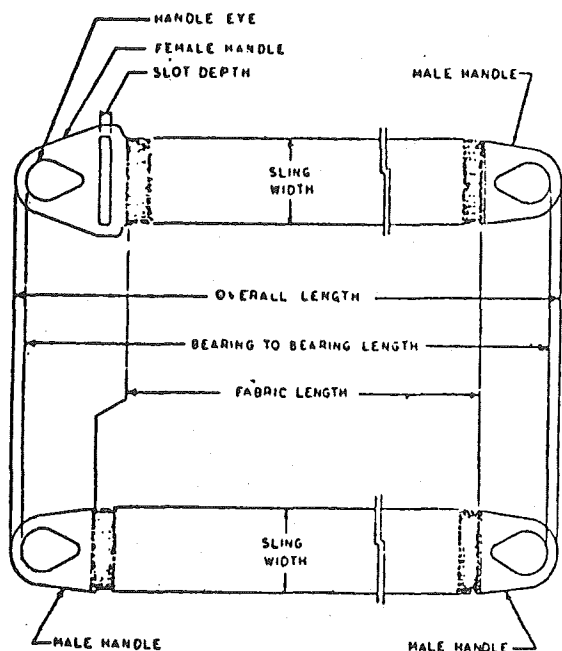 HANDLE EYE
FEMALE HANDLE
SLOT DEPTH
MALE HANDLE
SLING
WIDTH
OVERALL LENGTH
BEARING TO BEARING LENGTH
FABRIC LENGTH
SLING
WIDTH
MALE HANDLE
MALE HANDLE